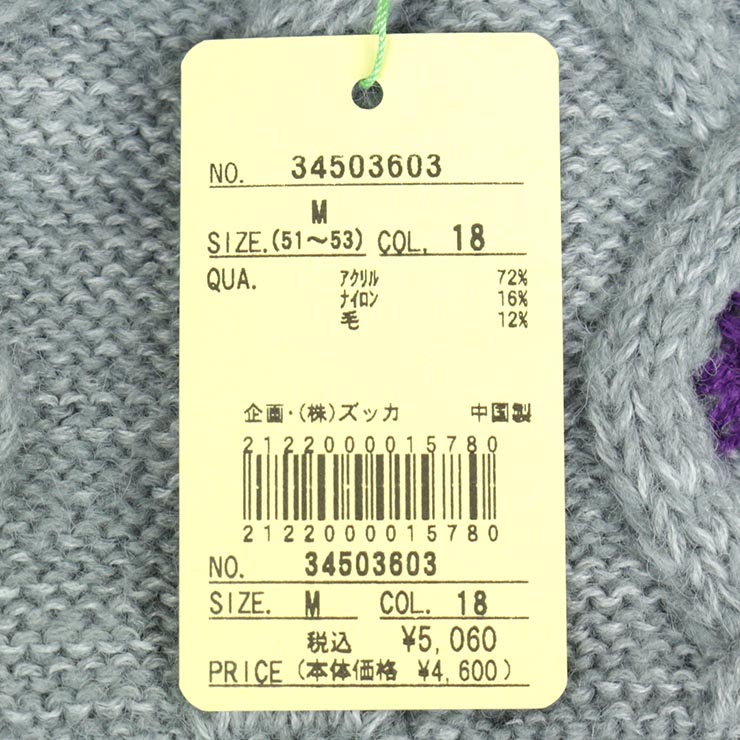 NO. 34503603
M
SIZE.(51～53) COL. 18
QUA. アクリル 72%
ナイロン 16%
毛 12%
企画・(株)ズッカ 中国製
2122000015780
2122000015780
NO. 34503603
SIZE. M COL. 18
税込 ¥5,060
PRICE (本体価格 ¥4,600)